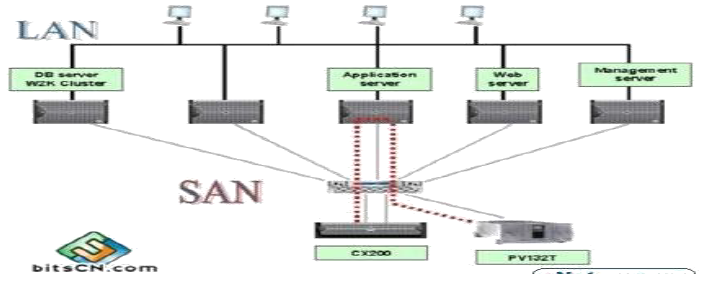 LAN
DB server
W2K Cluster
Application
server
Web
server
Management
server
SAN
CX200
PV132T
bitsCN.com